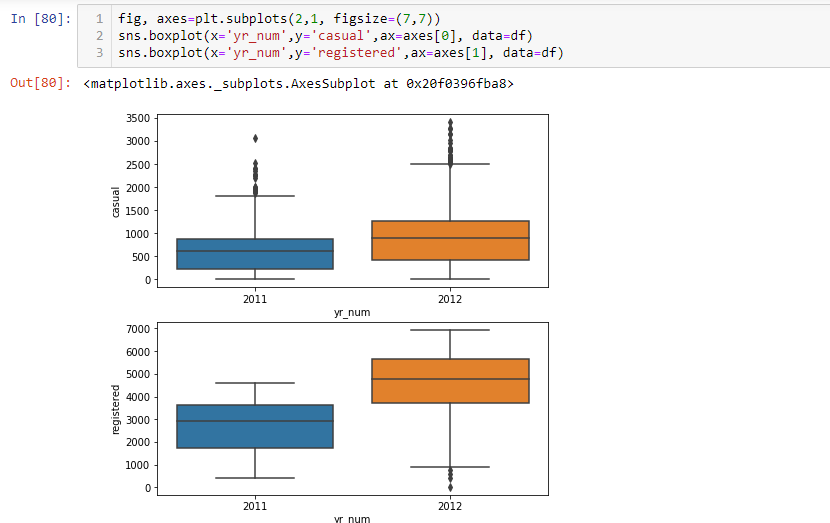 In [80]:
1 fig, axes=plt.subplots(2,1, figsize=(7,7))
2 sns.boxplot(x='yr_num',y='casual',ax=axes[0], data=df)
3 sns.boxplot(x='yr_num',y='registered',ax=axes[1], data=df)
Out[80]: <matplotlib.axes._subplots.AxesSubplot at 0x20f0396fba8>
3500
3000
2500
2000
1500
1000
500
0
casual
2011 2012
yr_num
7000
6000
5000
4000
3000
2000
1000
0
registered
2011 2012
yr_num